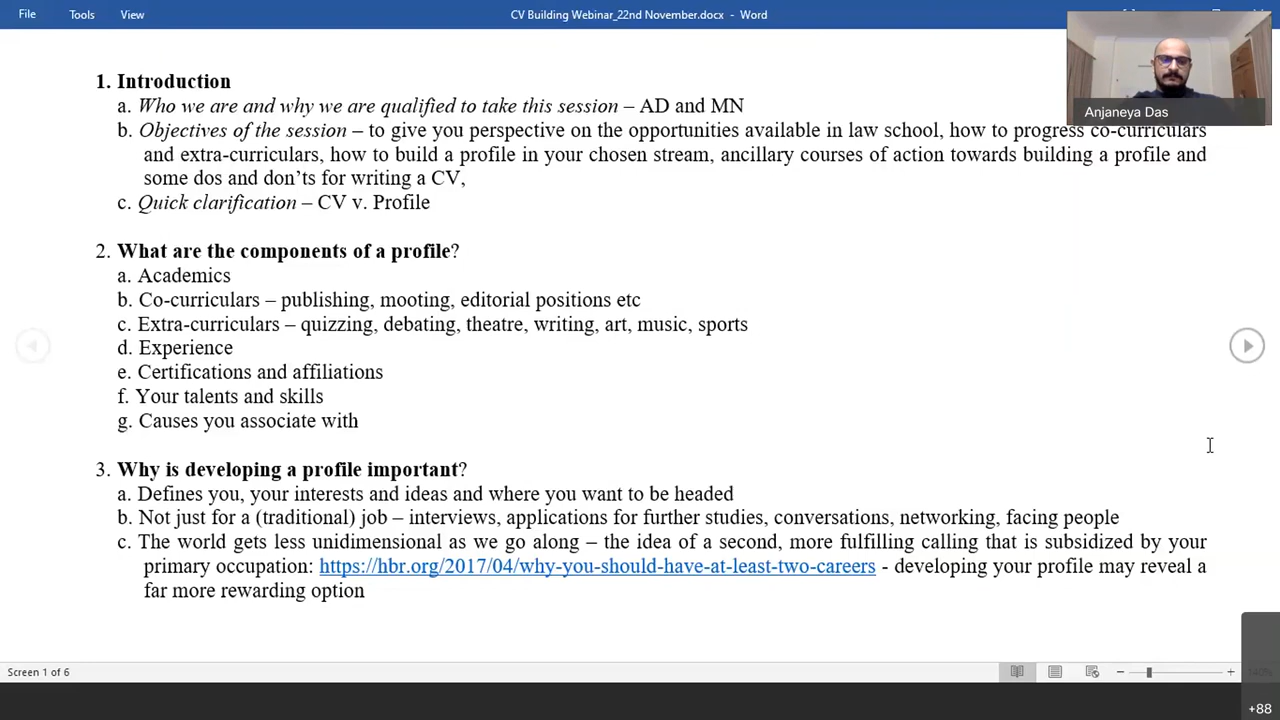 File Tools View CV Building Webinar_22nd November.docx - Word
Anjaneya Das
1. Introduction
a. Who we are and why we are qualified to take this session – AD and MN
b. Objectives of the session – to give you perspective on the opportunities available in law school, how to progress co-curriculars
and extra-curriculars, how to build a profile in your chosen stream, ancillary courses of action towards building a profile and
some dos and don’ts for writing a CV,
c. Quick clarification – CV v. Profile
2. What are the components of a profile?
a. Academics
b. Co-curriculars – publishing, mooting, editorial positions etc
c. Extra-curriculars – quizzing, debating, theatre, writing, art, music, sports
d. Experience
e. Certifications and affiliations
f. Your talents and skills
g. Causes you associate with
3. Why is developing a profile important?
a. Defines you, your interests and ideas and where you want to be headed
b. Not just for a (traditional) job – interviews, applications for further studies, conversations, networking, facing people
c. The world gets less unidimensional as we go along – the idea of a second, more fulfilling calling that is subsidized by your
primary occupation: https://hbr.org/2017/04/why-you-should-have-at-least-two-careers - developing your profile may reveal a
far more rewarding option
Screen 1 of 6
+88